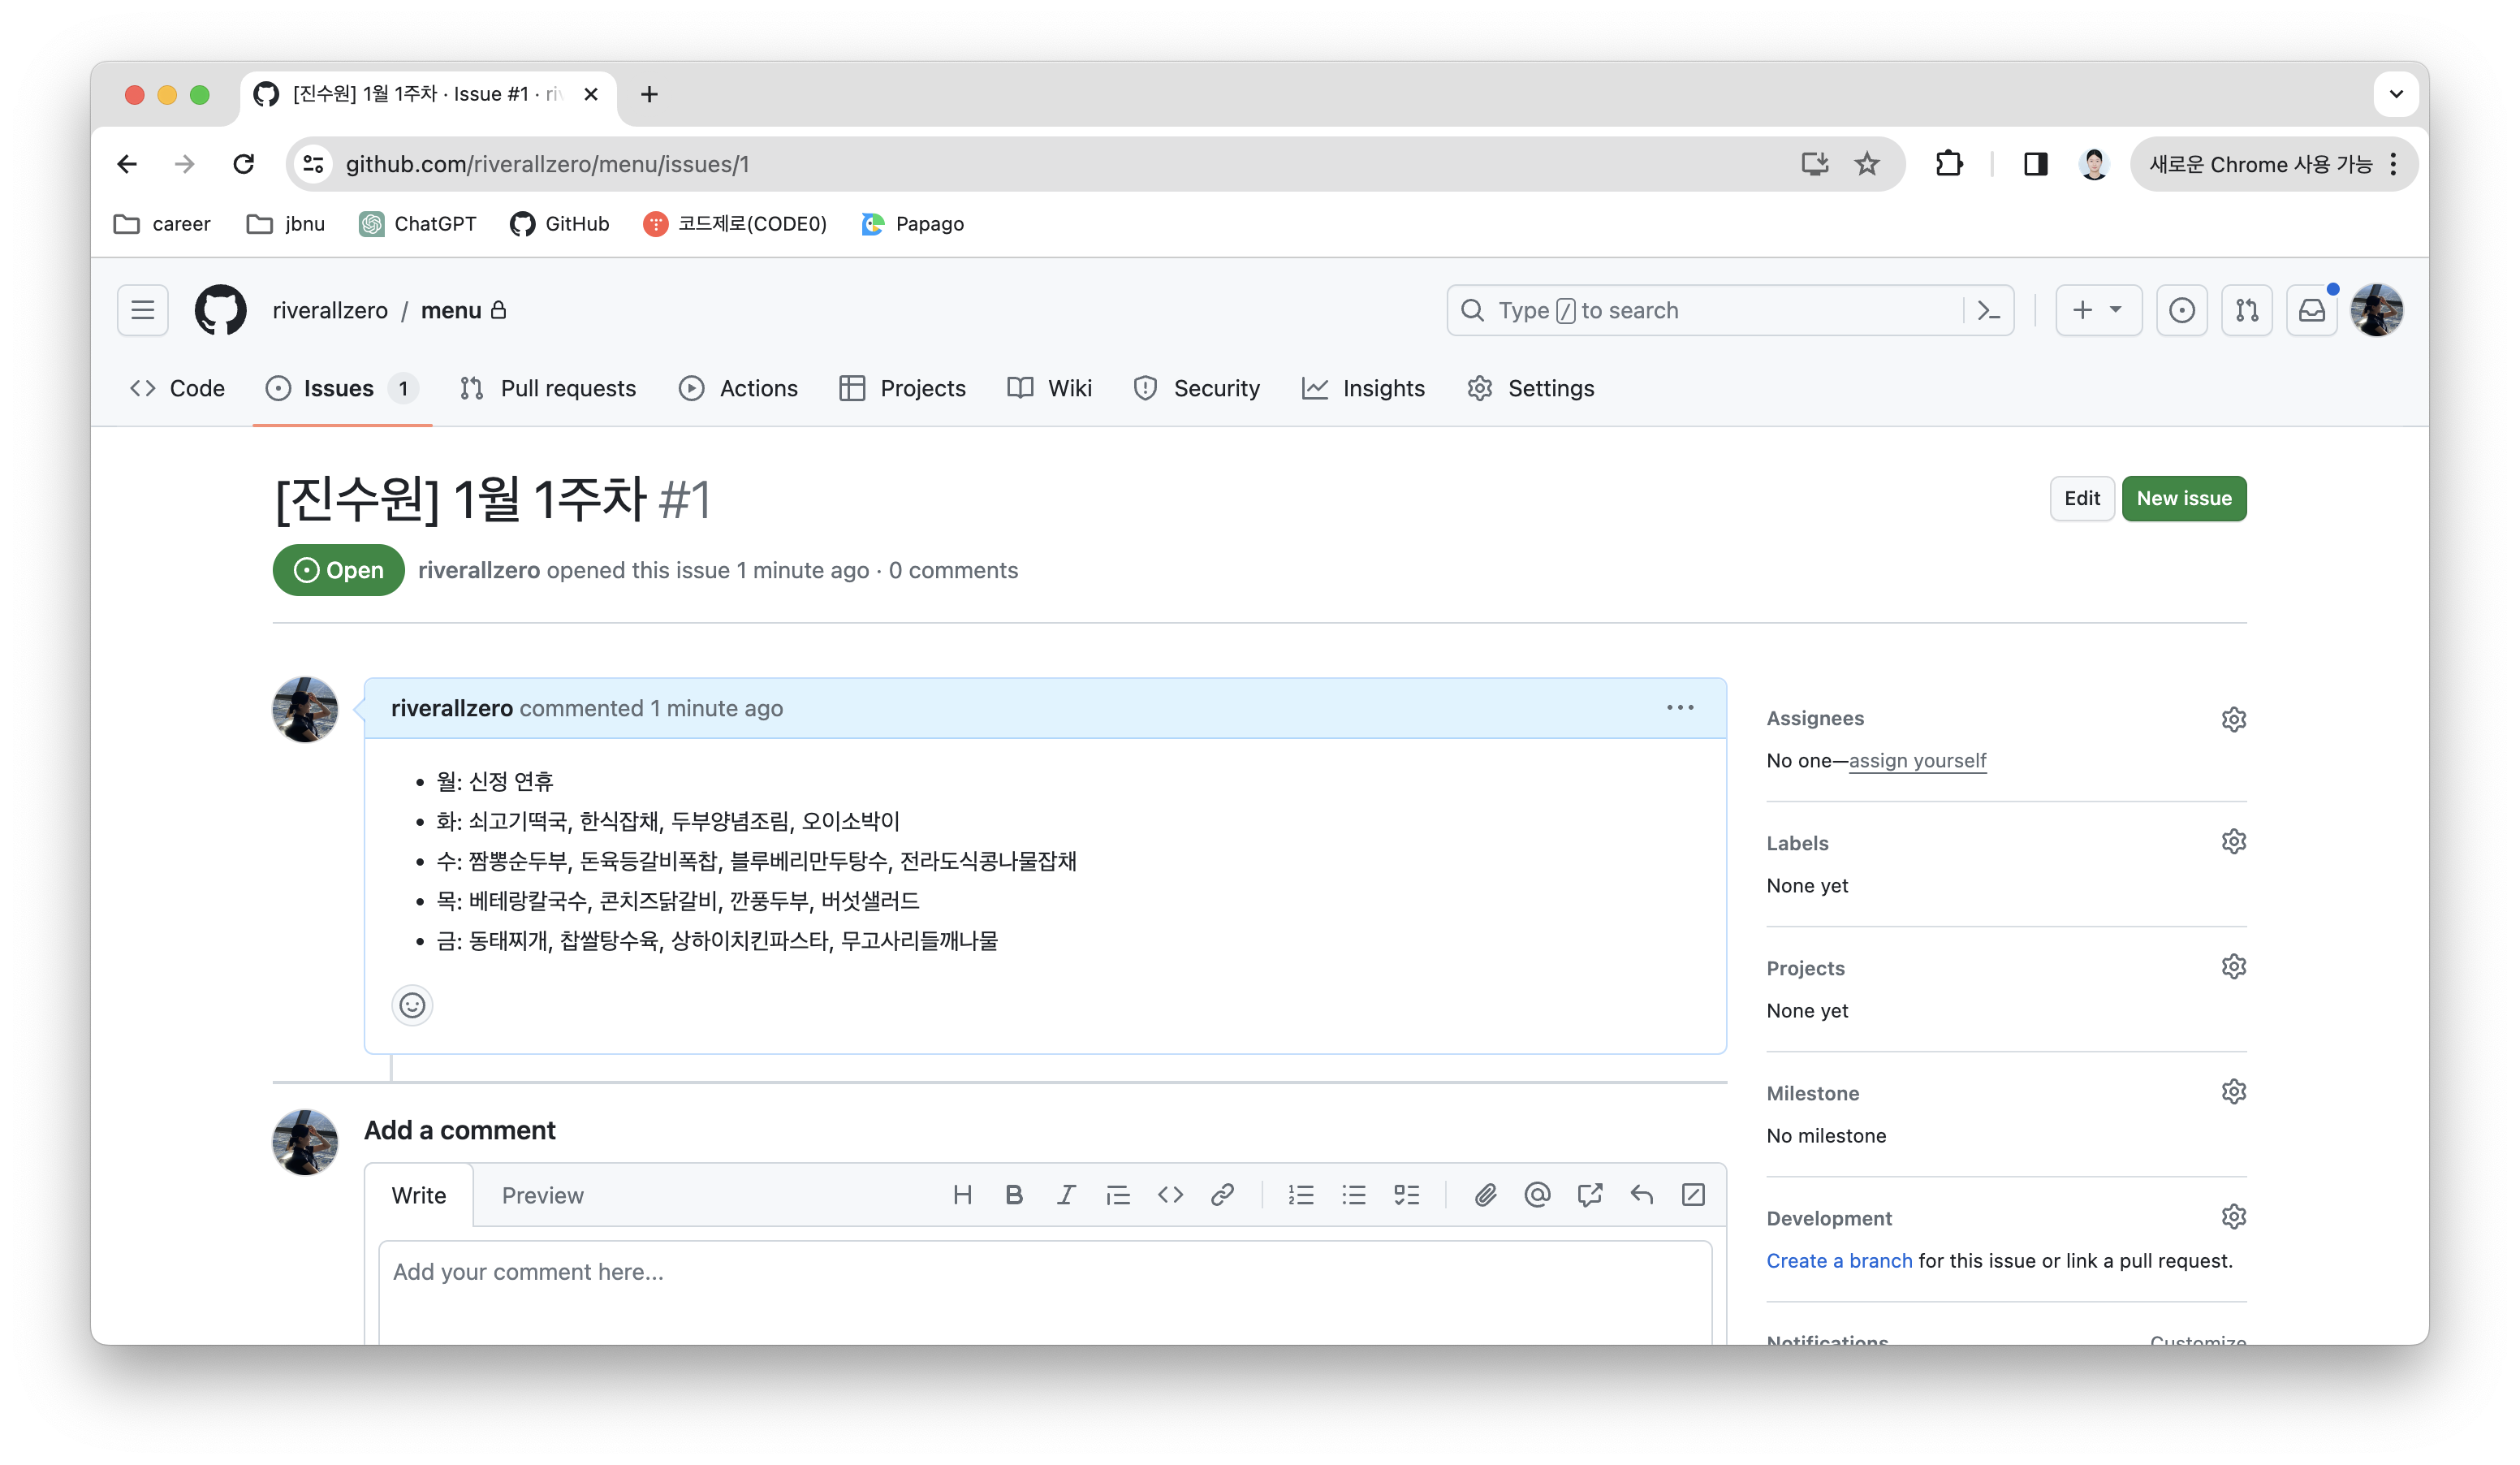 [진수원] 1월 1주차 · Issue #1 · riv
github.com/riverallzero/menu/issues/1
새로운 Chrome 사용 가능
career
jbnu
ChatGPT
GitHub
코드제로(CODE0)
Papago
riverallzero / menu
Type / to search
Code
Issues 1
Pull requests
Actions
Projects
Wiki
Security
Insights
Settings
[진수원] 1월 1주차 #1
Edit
New issue
Open
riverallzero opened this issue 1 minute ago · 0 comments
riverallzero commented 1 minute ago
월: 신정 연휴
화: 쇠고기떡국, 한식잡채, 두부양념조림, 오이소박이
수: 짬뽕순두부, 돈육등갈비폭찹, 블루베리만두탕수, 전라도식콩나물잡채
목: 베테랑칼국수, 콘치즈닭갈비, 깐풍두부, 버섯샐러드
금: 동태찌개, 찹쌀탕수육, 상하이치킨파스타, 무고사리들깨나물
Assignees
No one—assign yourself
Labels
None yet
Projects
None yet
Milestone
No milestone
Development
Create a branch for this issue or link a pull request.
Notifications
Customize
Add a comment
Write
Preview
Add your comment here...